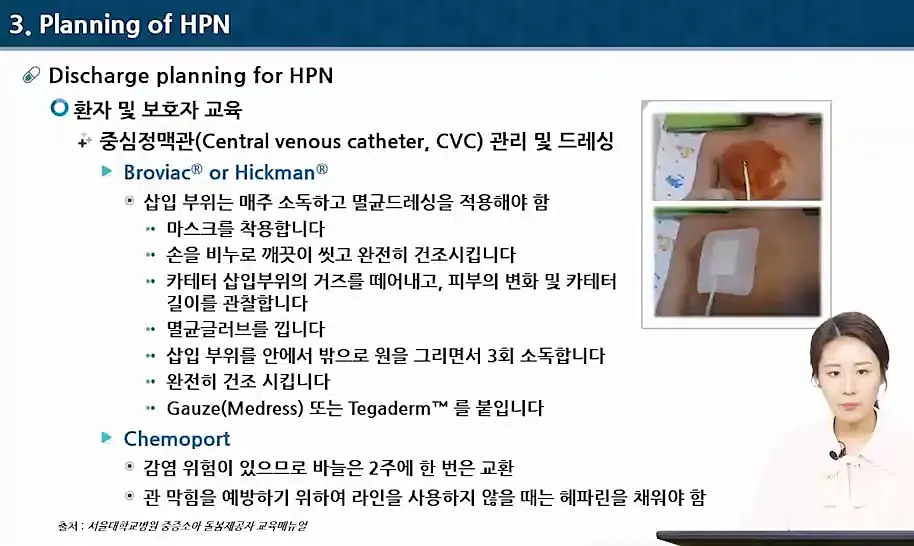 3. Planning of HPN
Discharge planning for HPN
환자 및 보호자 교육
중심정맥관(Central venous catheter, CVC) 관리 및 드레싱
Broviac® or Hickman®
삽입 부위는 매주 소독하고 멸균드레싱을 적용해야 함
마스크를 착용합니다
손을 비누로 깨끗이 씻고 완전히 건조시킵니다
카테터 삽입부위의 거즈를 떼어내고, 피부의 변화 및 카테터
길이를 관찰합니다
멸균글러브를 낍니다
삽입 부위를 안에서 밖으로 원을 그리면서 3회 소독합니다
완전히 건조 시킵니다
Gauze(Medress) 또는 Tegaderm™ 를 붙입니다
Chemoport
감염 위험이 있으므로 바늘은 2주에 한 번은 교환
관 막힘을 예방하기 위하여 라인을 사용하지 않을 때는 헤파린을 채워야 함
출처 : 서울대학교병원 중증소아 돌봄제공자 교육매뉴얼